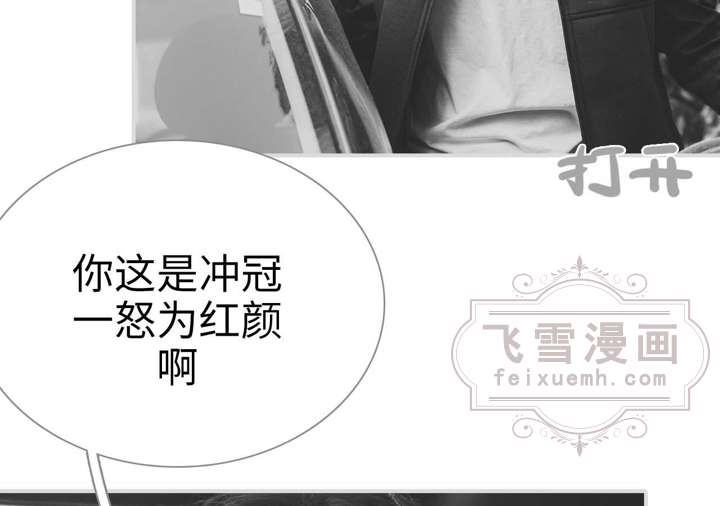 打开
你这是冲冠
一怒为红颜
啊
飞雪漫画
feixuemh.com